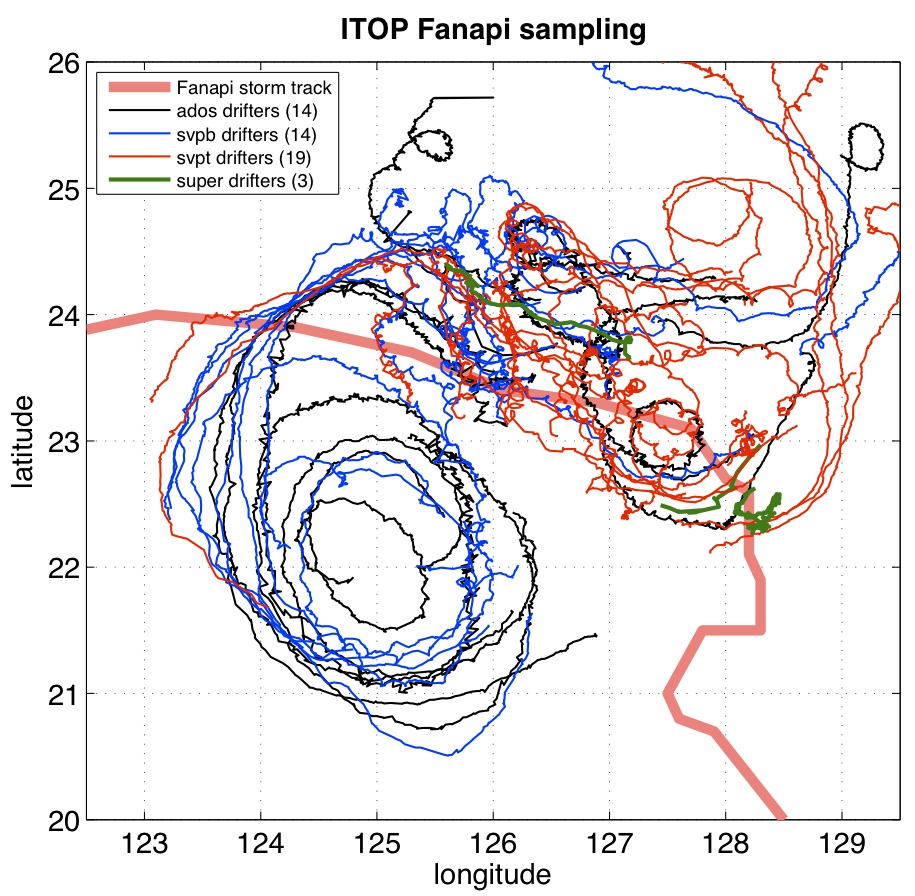 ITOP Fanapi sampling
26
25
24
23
22
21
20
latitude
Fanapi storm track
ados drifters (14)
svpb drifters (14)
svpt drifters (19)
super drifters (3)
123 124 125 126 127 128 129
longitude